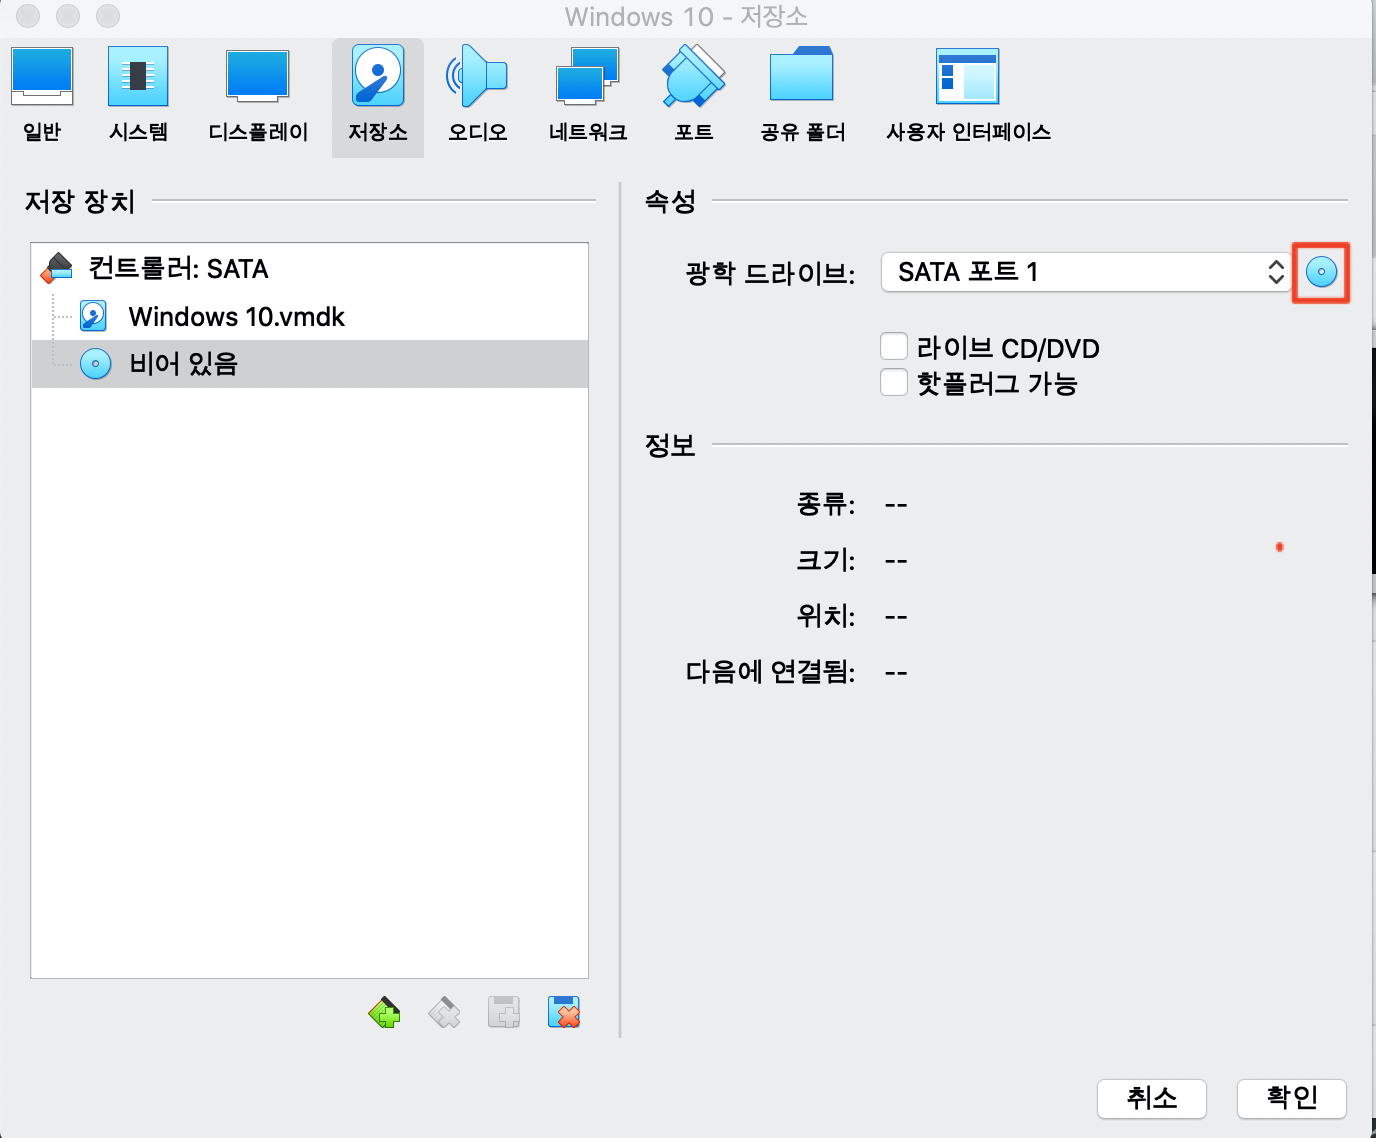 Windows 10 - 저장소
일반 시스템 디스플레이 저장소 오디오 네트워크 포트 공유 폴더 사용자 인터페이스
저장 장치
컨트롤러: SATA
Windows 10.vmdk
비어 있음
속성
광학 드라이브: SATA 포트 1
라이브 CD/DVD
핫플러그 가능
정보
종류: --
크기: --
위치: --
다음에 연결됨: --
취소 확인